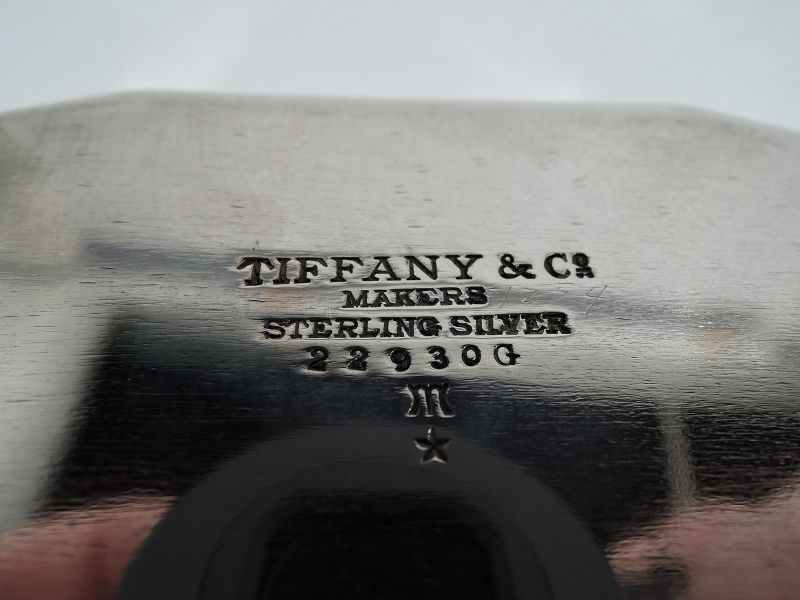 TIFFANY & Co
MAKERS
STERLING SILVER
22930G
m